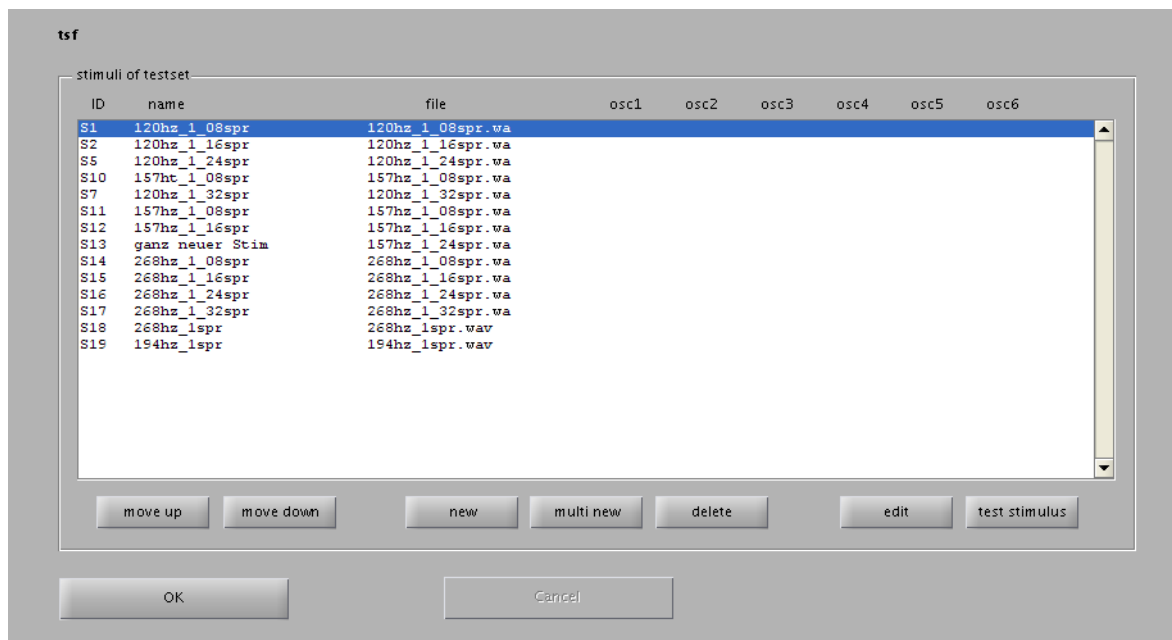 tsf
stimuli of testset
ID name file osc1 osc2 osc3 osc4 osc5 osc6
S1 120hz_1_08spr 120hz_1_08spr.wa
S2 120hz_1_16spr 120hz_1_16spr.wa
S5 120hz_1_24spr 120hz_1_24spr.wa
S10 157ht_1_08spr 157hz_1_08spr.wa
S7 120hz_1_32spr 120hz_1_32spr.wa
S11 157hz_1_08spr 157hz_1_08spr.wa
S12 157hz_1_16spr 157hz_1_16spr.wa
S13 ganz neuer Stim 157hz_1_24spr.wa
S14 268hz_1_08spr 268hz_1_08spr.wa
S15 268hz_1_16spr 268hz_1_16spr.wa
S16 268hz_1_24spr 268hz_1_24spr.wa
S17 268hz_1_32spr 268hz_1_32spr.wa
S18 268hz_1spr 268hz_1spr.wav
S19 194hz_1spr 194hz_1spr.wav
move up move down new multi new delete edit test stimulus
OK Cancel